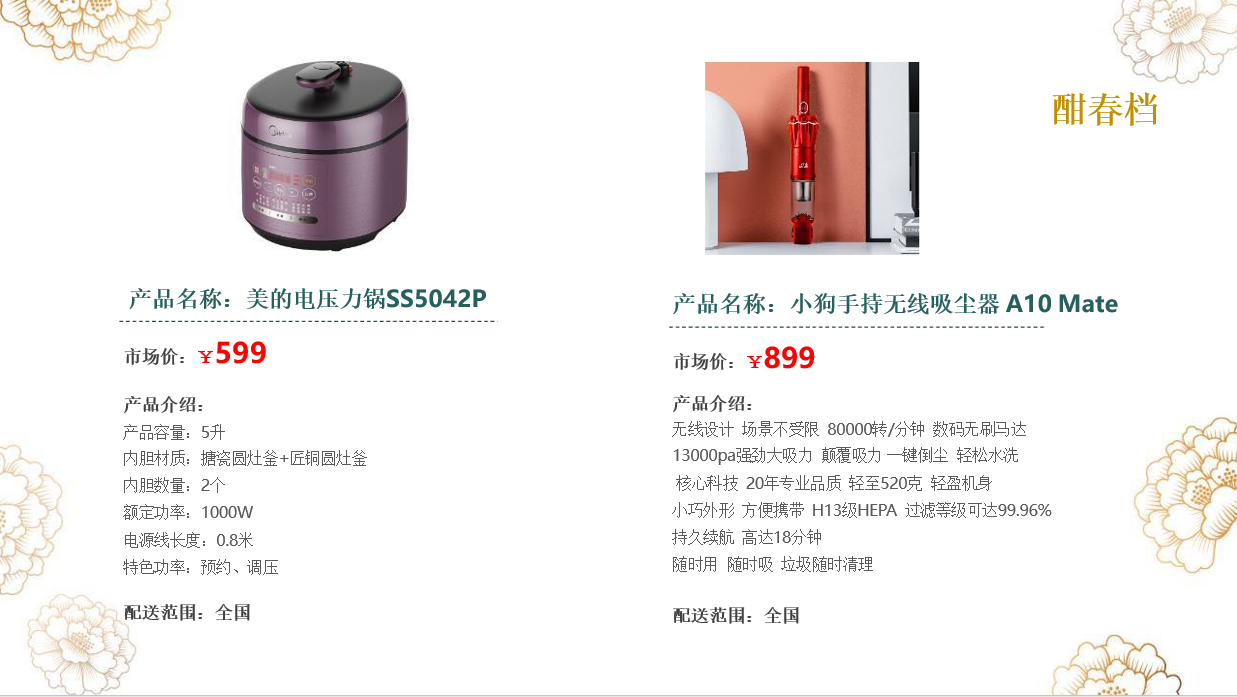 酣春档
产品名称：美的电压力锅SS5042P
市场价：￥599
产品介绍：
产品容量：5升
内胆材质：搪瓷圆灶釜+匠铜圆灶釜
内胆数量：2个
额定功率：1000W
电源线长度：0.8米
特色功率：预约、调压
配送范围：全国
产品名称：小狗手持无线吸尘器 A10 Mate
市场价：￥899
产品介绍：
无线设计 场景不受限 80000转/分钟 数码无刷马达
13000pa强劲大吸力 颠覆吸力 一键倒尘 轻松水洗
核心科技 20年专业品质 轻至520克 轻盈机身
小巧外形 方便携带 H13级HEPA 过滤等级可达99.96%
持久续航 高达18分钟
随时用 随时吸 垃圾随时清理
配送范围：全国